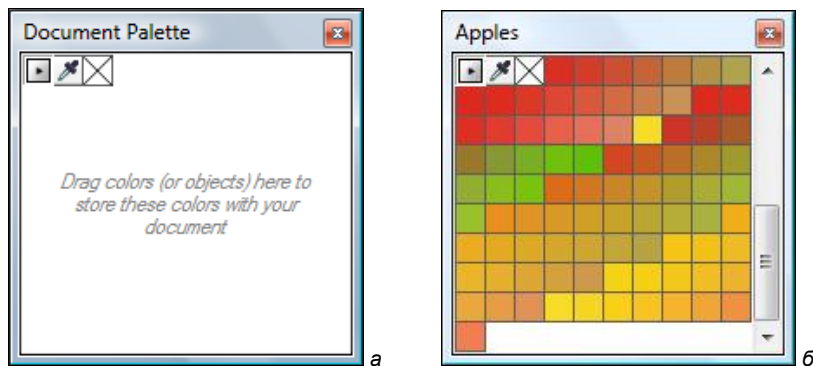 Document Palette
Drag colors (or objects) here to
store these colors with your
document
а
Apples
б